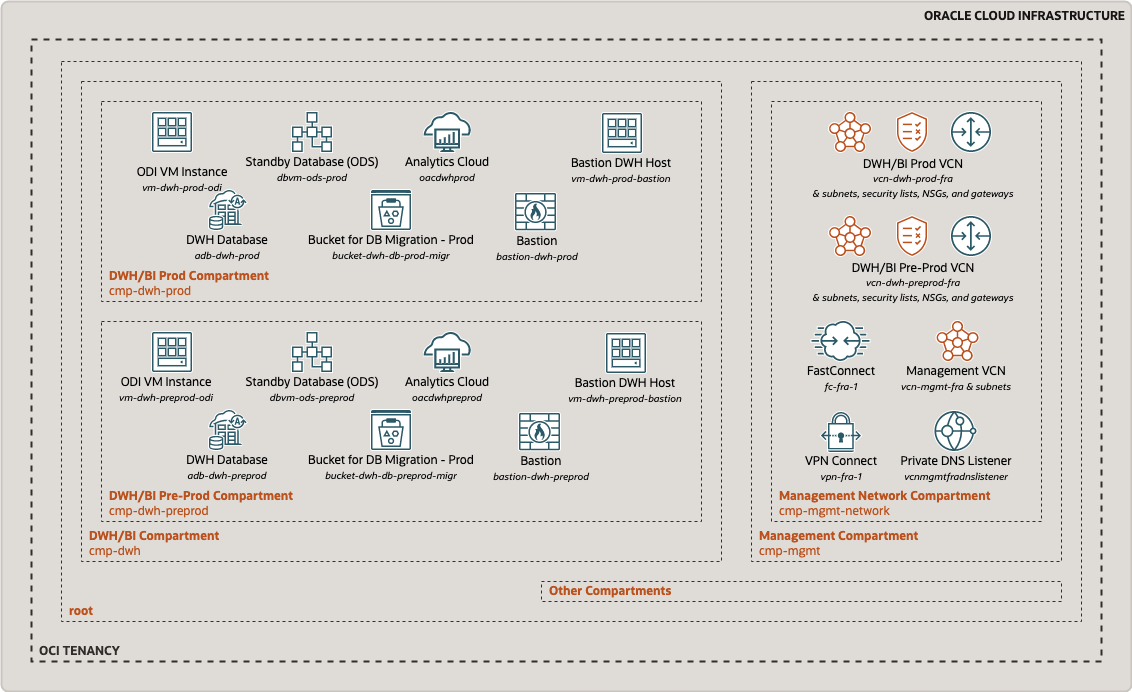 ORACLE CLOUD INFRASTRUCTURE
ODI VM Instance
vm-dwh-prod-odi
Standby Database (ODS)
dbvm-ods-prod
Analytics Cloud
oacdwhprod
Bastion DWH Host
vm-dwh-prod-bastion
DWH Database
adb-dwh-prod
Bucket for DB Migration - Prod
bucket-dwh-db-prod-migr
Bastion
bastion-dwh-prod
DWH/BI Prod Compartment
cmp-dwh-prod
ODI VM Instance
vm-dwh-preprod-odi
Standby Database (ODS)
dbvm-ods-preprod
Analytics Cloud
oacdwhpreprod
Bastion DWH Host
vm-dwh-preprod-bastion
DWH Database
adb-dwh-preprod
Bucket for DB Migration - Prod
bucket-dwh-db-preprod-migr
Bastion
bastion-dwh-preprod
DWH/BI Pre-Prod Compartment
cmp-dwh-preprod
DWH/BI Compartment
cmp-dwh
DWH/BI Prod VCN
vcn-dwh-prod-fra
& subnets, security lists, NSGs, and gateways
DWH/BI Pre-Prod VCN
vcn-dwh-preprod-fra
& subnets, security lists, NSGs, and gateways
FastConnect
fc-fra-1
Management VCN
vcn-mgmt-fra & subnets
VPN Connect
vpn-fra-1
Private DNS Listener
vcnmgmtfradnslistener
Management Network Compartment
cmp-mgmt-network
Management Compartment
cmp-mgmt
Other Compartments
root
OCI TENANCY